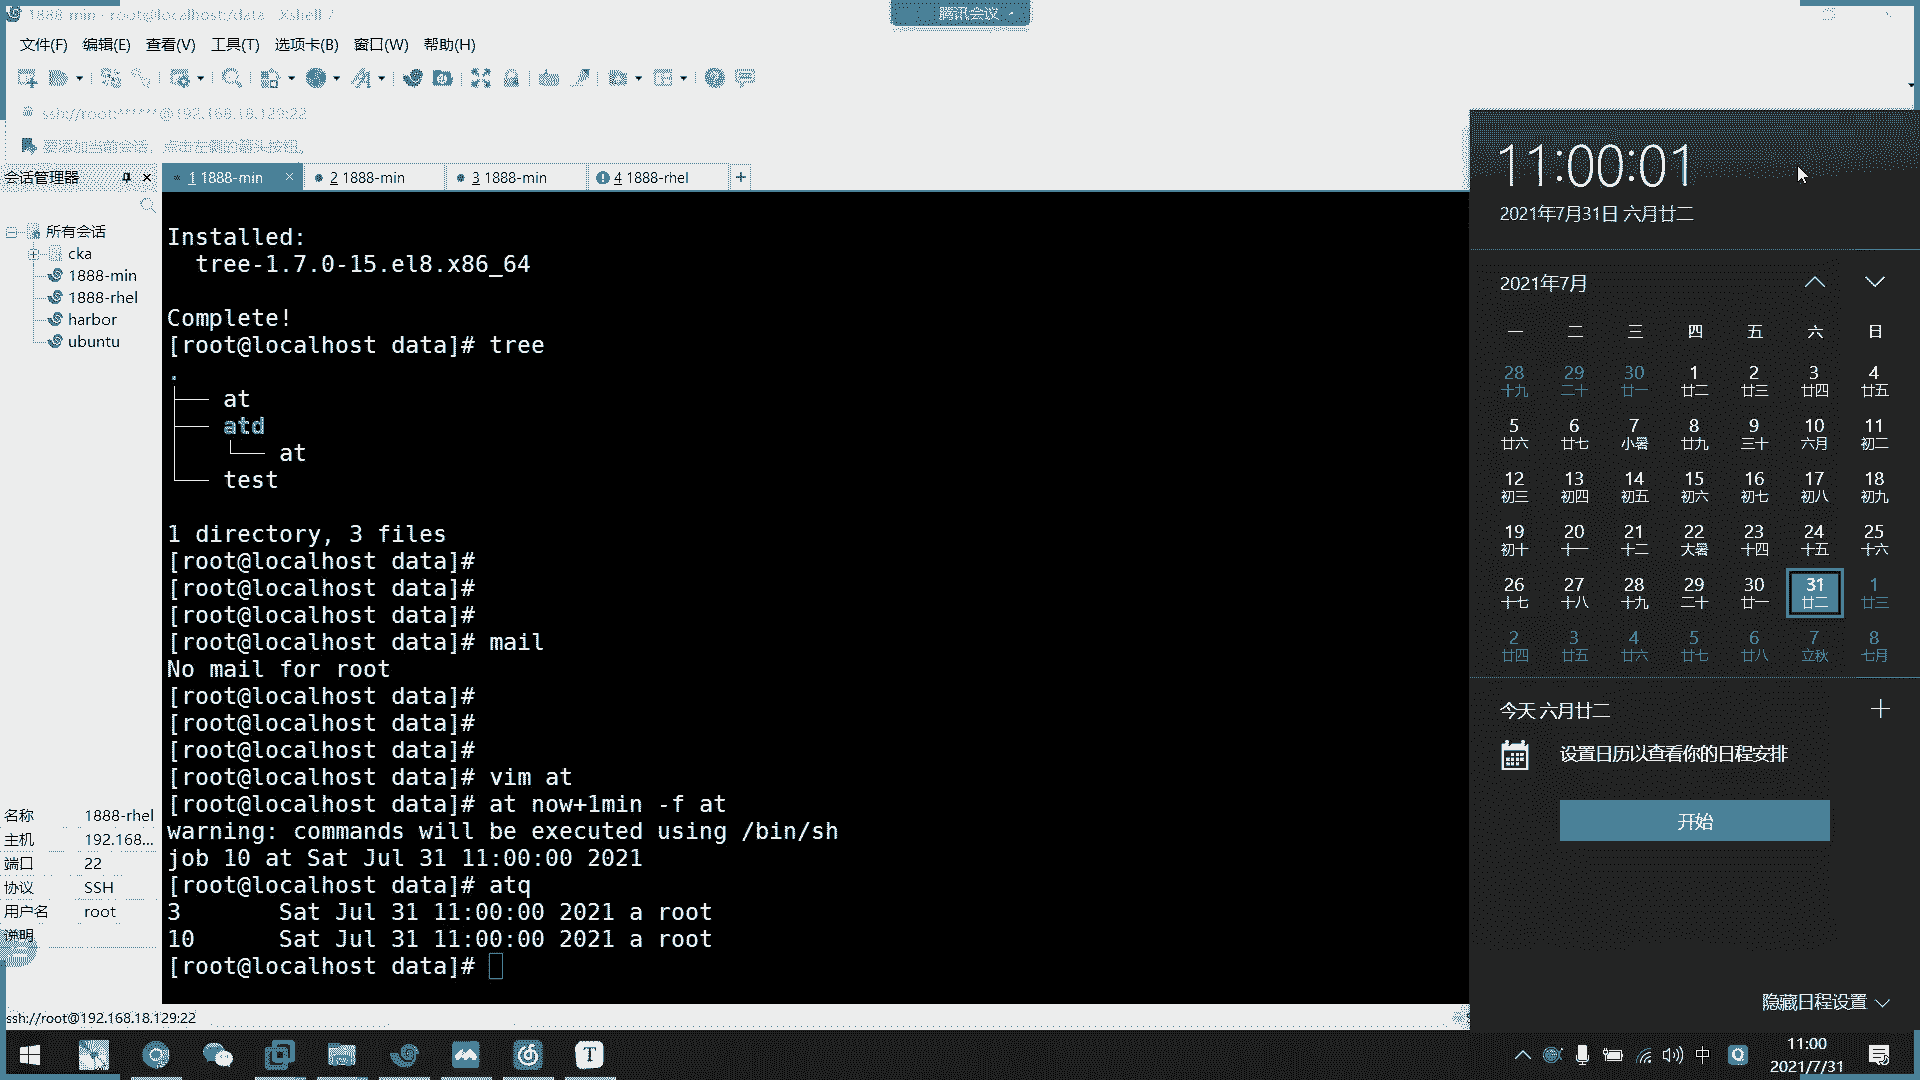 1888-min - root@localhost:/data - Xshell 7
腾讯会议
文件(F) 编辑(E) 查看(V) 工具(T) 选项卡(B) 窗口(W) 帮助(H)
ssh://root:******@192.168.18.129:22
要添加当前会话，点击左侧的箭头按钮。
会话管理器
1 1888-min
2 1888-min
3 1888-min
4 1888-rhel
所有会话
cka
1888-min
1888-rhel
harbor
ubuntu
名称 1888-rhel
主机 192.168...
端口 22
协议 SSH
用户名 root
说明
Installed:
tree-1.7.0-15.el8.x86_64
Complete!
[root@localhost data]# tree
.
├── at
├── atd
│   └── at
└── test
1 directory, 3 files
[root@localhost data]#
[root@localhost data]#
[root@localhost data]#
[root@localhost data]# mail
No mail for root
[root@localhost data]#
[root@localhost data]#
[root@localhost data]#
[root@localhost data]# vim at
[root@localhost data]# at now+1min -f at
warning: commands will be executed using /bin/sh
job 10 at Sat Jul 31 11:00:00 2021
[root@localhost data]# atq
3 Sat Jul 31 11:00:00 2021 a root
10 Sat Jul 31 11:00:00 2021 a root
[root@localhost data]#
ssh://root@192.168.18.129:22
11:00:01
2021年7月31日 六月廿二
2021年7月
一 二 三 四 五 六 日
28 29 30 1 2 3 4
十九 二十 廿一 廿二 廿三 廿四 廿五
5 6 7 8 9 10 11
廿六 廿七 小暑 廿九 三十 六月 初二
12 13 14 15 16 17 18
初三 初四 初五 初六 初七 初八 初九
19 20 21 22 23 24 25
初十 十一 十二 大暑 十四 十五 十六
26 27 28 29 30 31 1
十七 十八 十九 二十 廿一 廿二 廿三
2 3 4 5 6 7 8
廿四 廿五 廿六 廿七 廿八 立秋 七月
今天 六月廿二
设置日历以查看你的日程安排
开始
隐藏日程设置
T
中
11:00
2021/7/31